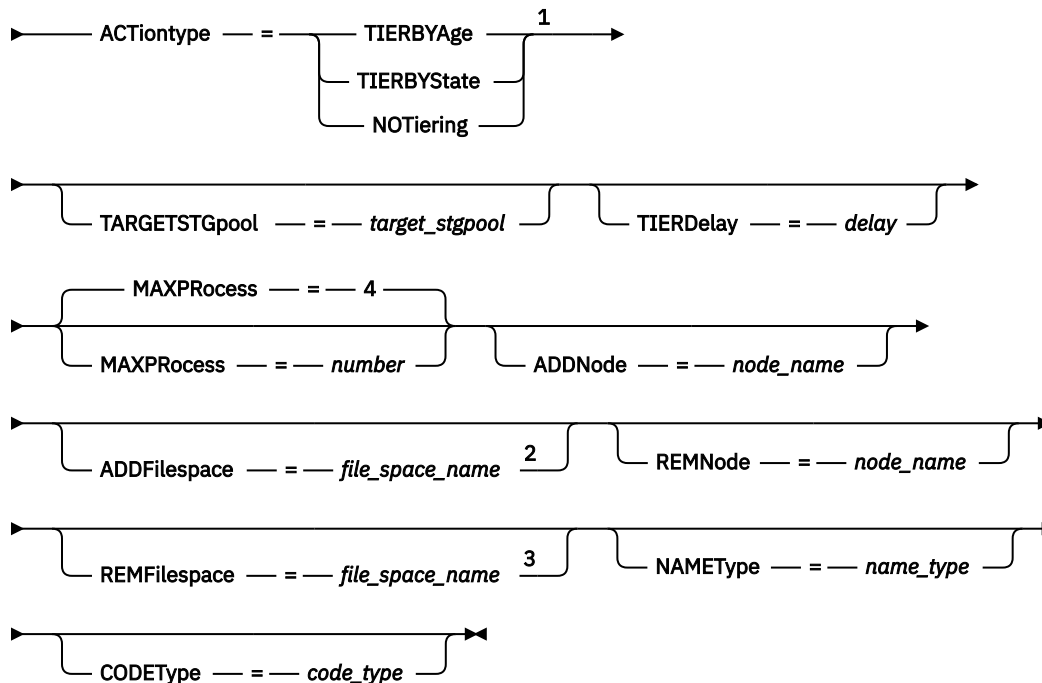 ACTiontype = TIERBYAge 1
TIERBYState
NOTiering
TARGETSTGpool = target_stgpool TIERDelay = delay
MAXPRocess = 4
MAXPRocess = number ADDNode = node_name
ADDFilespace = file_space_name 2 REMNode = node_name
REMFilespace = file_space_name 3 NAMEType = name_type
CODEType = code_type